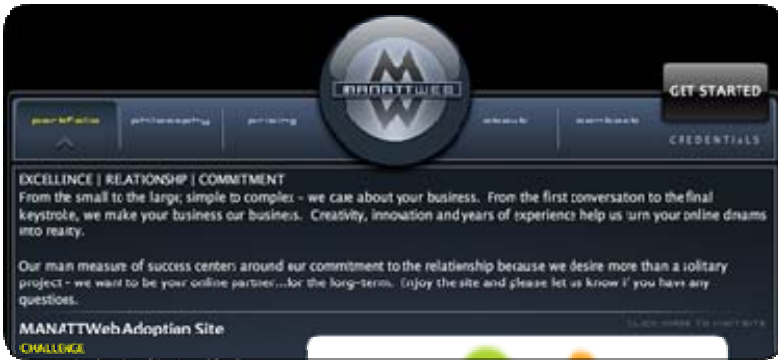 MANATTWEB
GET STARTED
portfolio philosophy pricing about contact
CREDENTIALS
EXCELLENCE | RELATIONSHIP | COMMITMENT
From the small to the large, simple to complex - we care about your business. From the first conversation to the final
keystroke, we make your business our business. Creativity, innovation and years of experience help us turn your online dreams
into reality.
Our main measure of success centers around our commitment to the relationship because we desire more than a solitary
project - we want to be your online partner...for the long-term. Enjoy the site and please let us know if you have any
questions.
CLICK HERE TO VISIT SITE
MANATTWeb Adoption Site
CHALLENGE